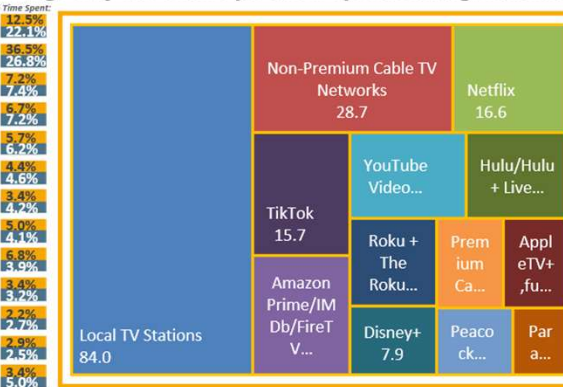 Time Spent:
12.5%
22.1%
36.5%
26.8%
7.2%
7.4%
6.7%
7.2%
5.7%
6.2%
4.4%
4.6%
3.4%
4.2%
5.0%
4.1%
6.8%
3.9%
3.4%
3.2%
2.2%
2.7%
2.9%
2.5%
3.4%
5.0%
Local TV Stations
84.0
Non-Premium Cable TV
Networks
28.7
Netflix
16.6
TikTok
15.7
YouTube
Video...
Hulu/Hulu
+ Live...
Amazon
Prime/IM
Db/FireT
V...
Roku +
The
Roku...
Prem
ium
Ca...
Appl
eTV+
,fu...
Disney+
7.9
Peaco
ck...
Par
a...